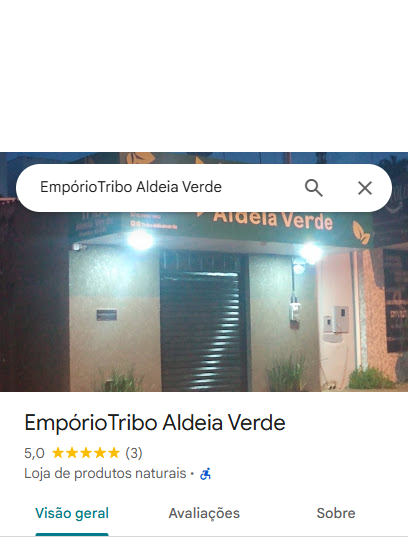 EmpórioTribo Aldeia Verde
Aldeia Verde
EmpórioTribo Aldeia Verde
5,0 (3)
Loja de produtos naturais ·
Visão geral
Avaliações
Sobre